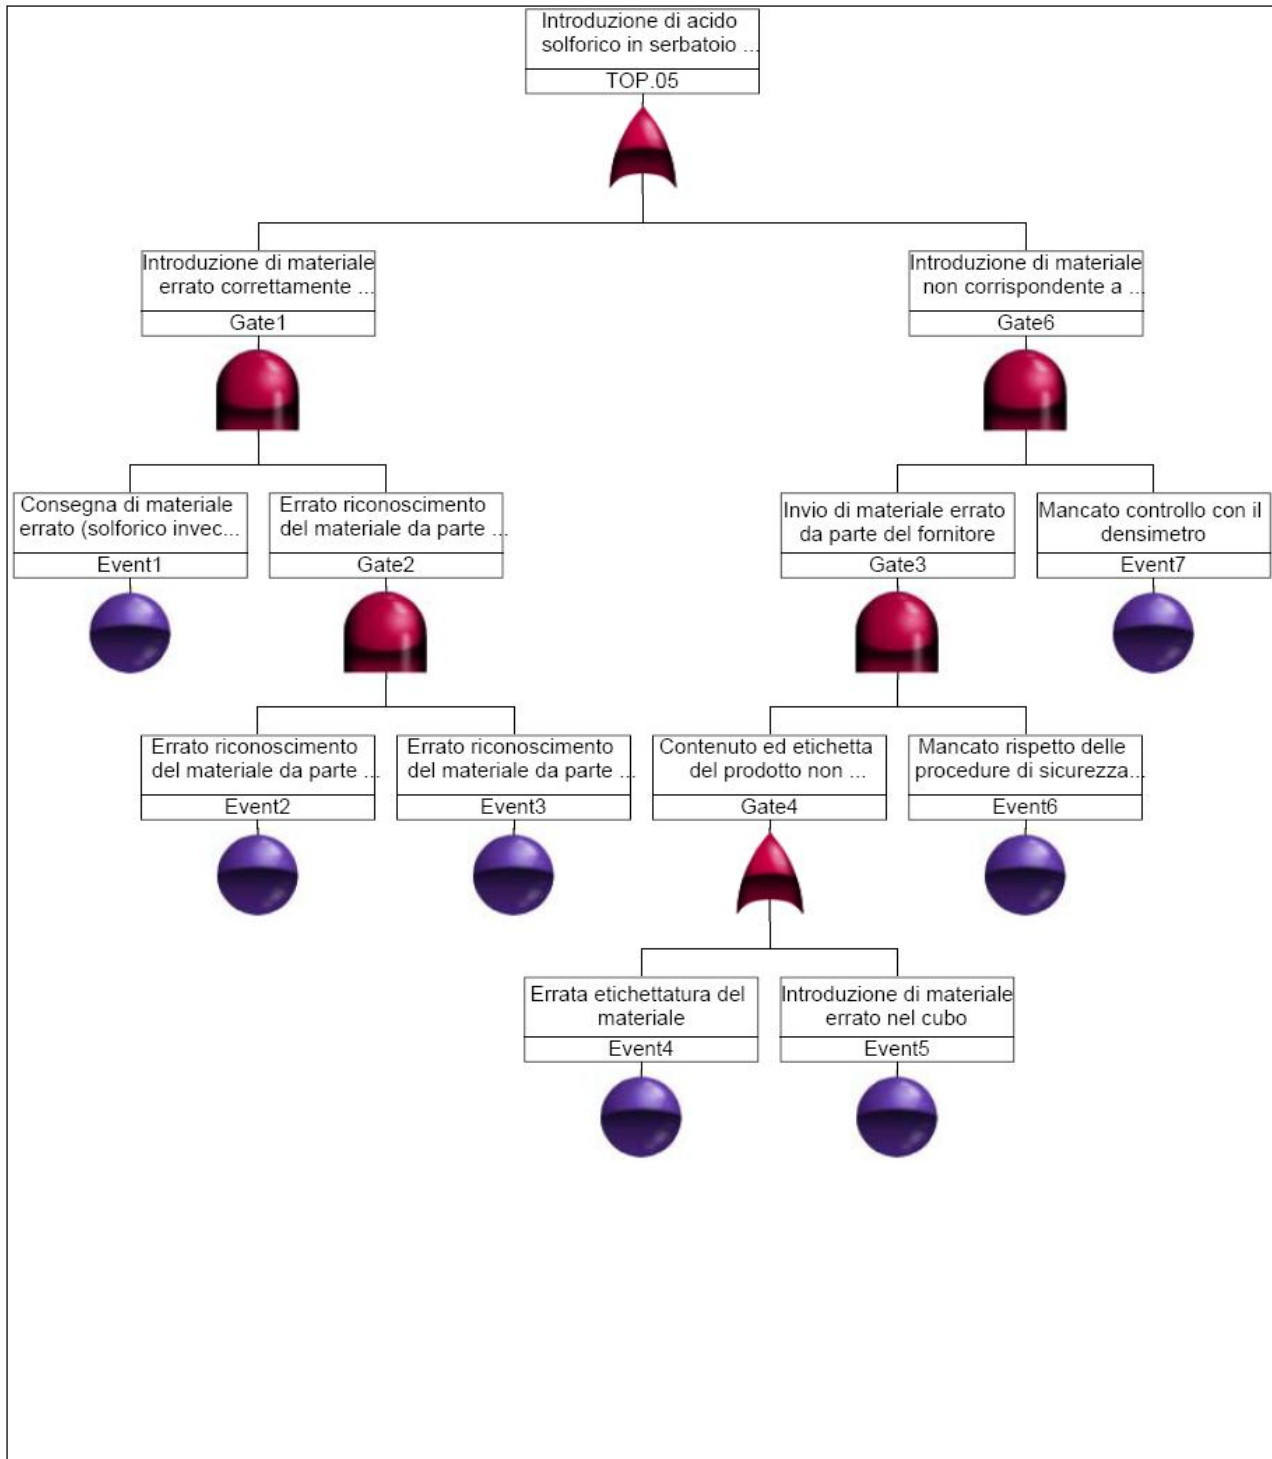 Introduzione di acido
solforico in serbatoio ...
TOP.05
Introduzione di materiale
errato correttamente ...
Gate1
Introduzione di materiale
non corrispondente a ...
Gate6
Consegna di materiale
errato (solforico invec...
Event1
Errato riconoscimento
del materiale da parte ...
Gate2
Invio di materiale errato
da parte del fornitore
Gate3
Mancato controllo con il
densimetro
Event7
Errato riconoscimento
del materiale da parte ...
Event2
Errato riconoscimento
del materiale da parte ...
Event3
Contenuto ed etichetta
del prodotto non ...
Gate4
Mancato rispetto delle
procedure di sicurezza...
Event6
Errata etichettatura del
materiale
Event4
Introduzione di materiale
errato nel cubo
Event5